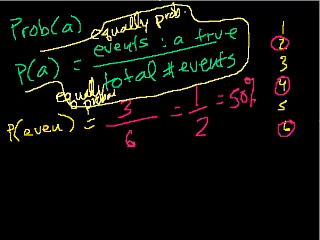 Prob(a)
equally prob.
P(a) = events : a true
total # events
equally
P(even) = 3/6 = 1/2 = 50%
1
2
3
4
5
6